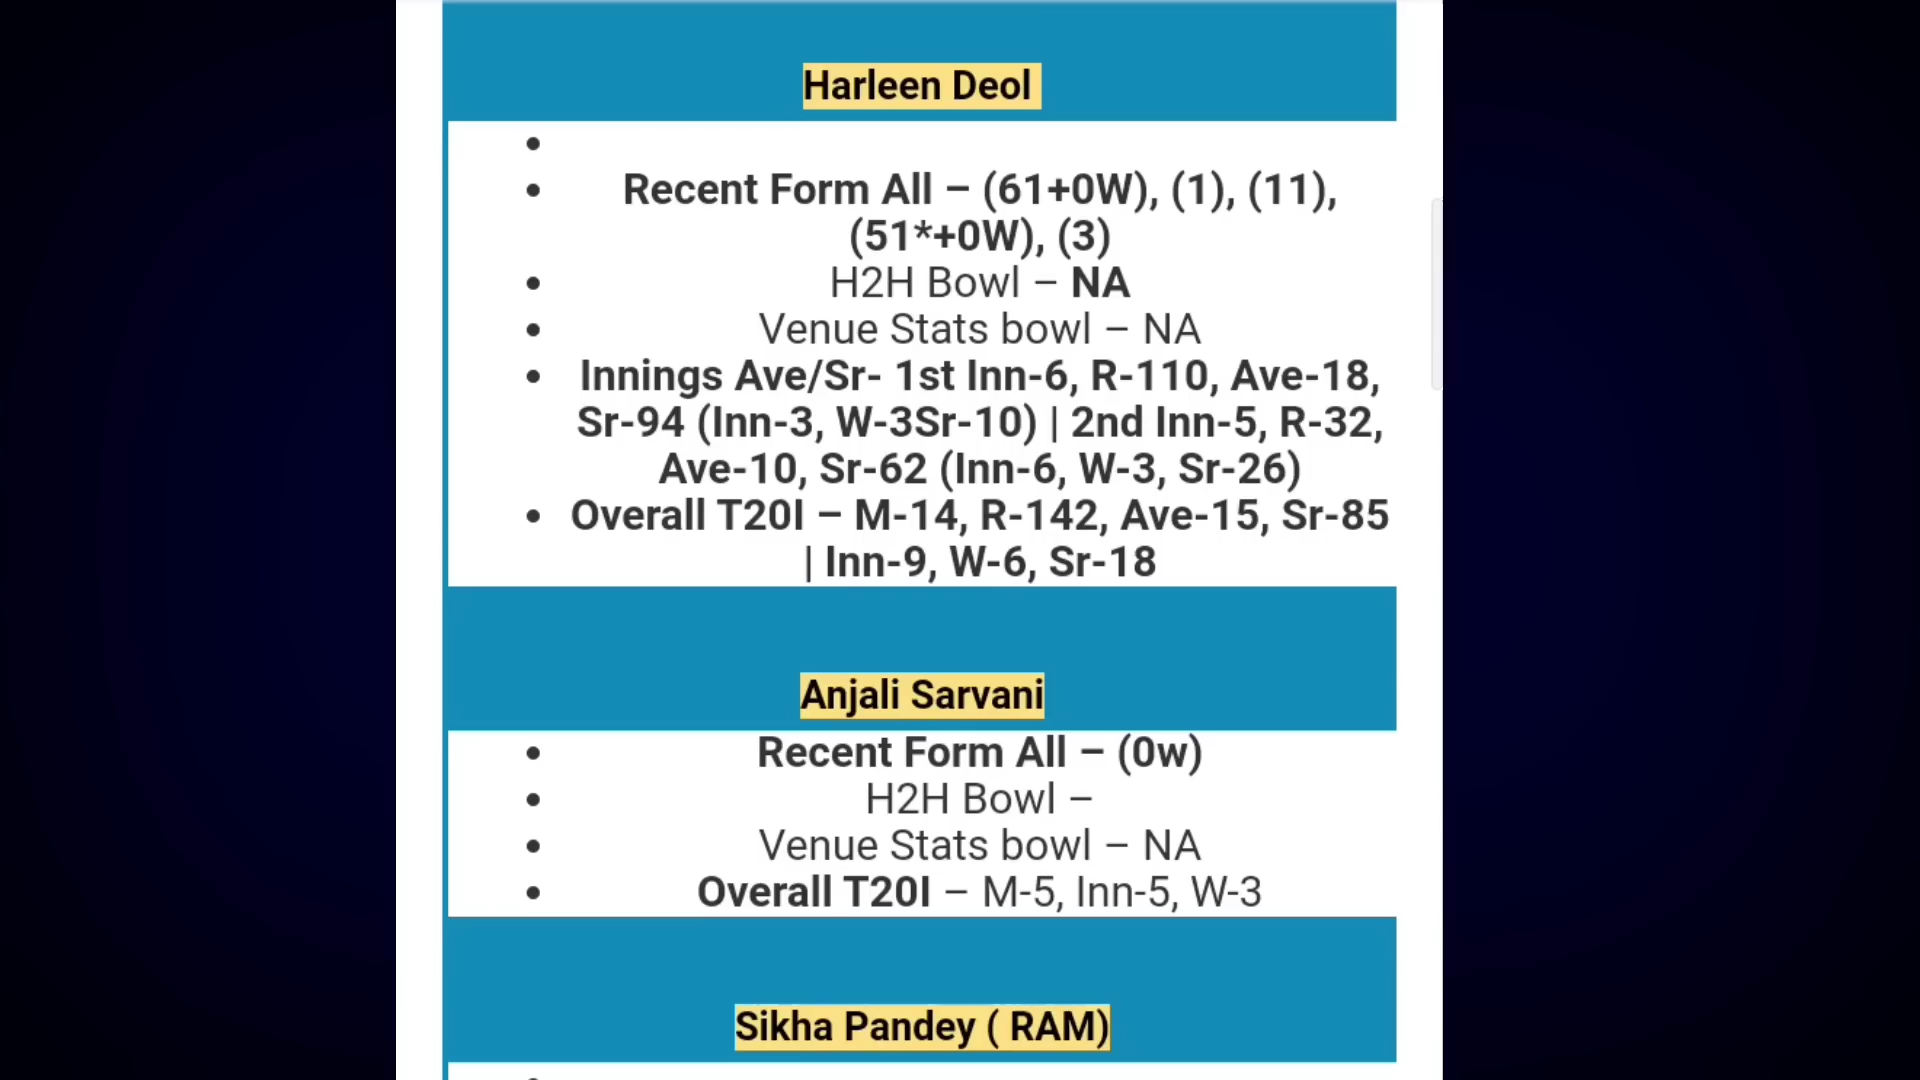 Harleen Deol
Recent Form All – (61+0W), (1), (11),
(51*+0W), (3)
H2H Bowl – NA
Venue Stats bowl – NA
Innings Ave/Sr- 1st Inn-6, R-110, Ave-18,
Sr-94 (Inn-3, W-3Sr-10) | 2nd Inn-5, R-32,
Ave-10, Sr-62 (Inn-6, W-3, Sr-26)
Overall T20I – M-14, R-142, Ave-15, Sr-85
| Inn-9, W-6, Sr-18
Anjali Sarvani
Recent Form All – (0w)
H2H Bowl –
Venue Stats bowl – NA
Overall T20I – M-5, Inn-5, W-3
Sikha Pandey ( RAM)